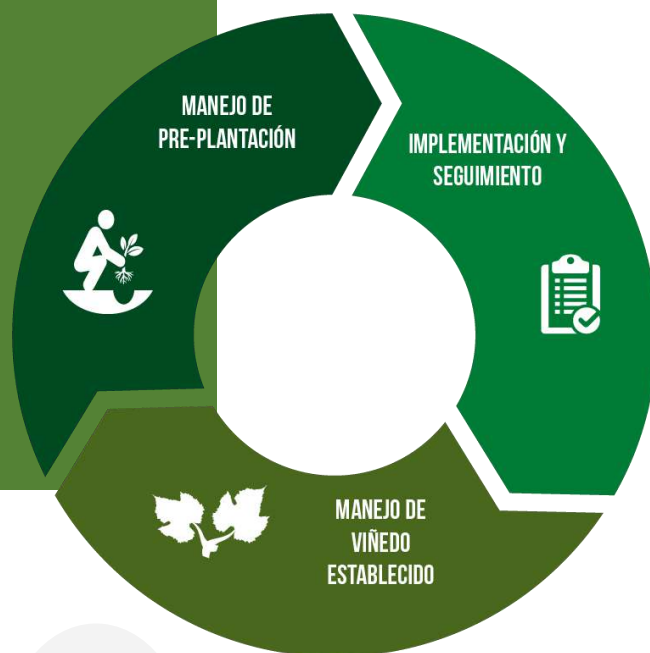 MANEJO DE
PRE-PLANTACIÓN
IMPLEMENTACIÓN Y
SEGUIMIENTO
MANEJO DE
VIÑEDO
ESTABLECIDO